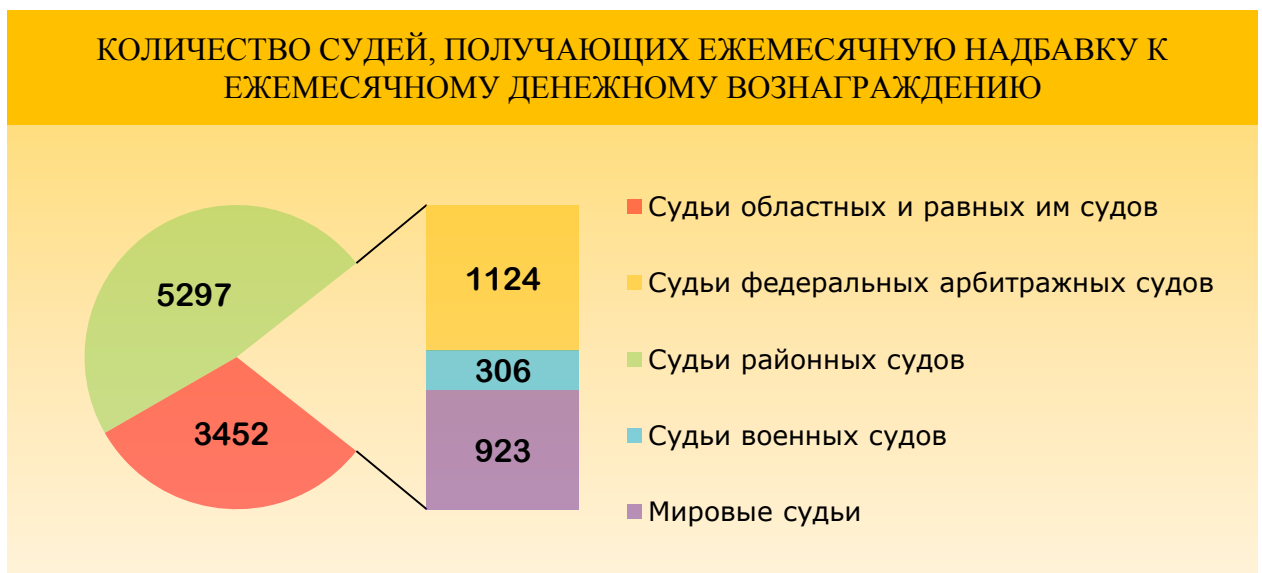 КОЛИЧЕСТВО СУДЕЙ, ПОЛУЧАЮЩИХ ЕЖЕМЕСЯЧНУЮ НАДБАВКУ К
ЕЖЕМЕСЯЧНОМУ ДЕНЕЖНОМУ ВОЗНАГРАЖДЕНИЮ
5297
3452
1124
306
923
Судьи областных и равных им судов
Судьи федеральных арбитражных судов
Судьи районных судов
Судьи военных судов
Мировые судьи